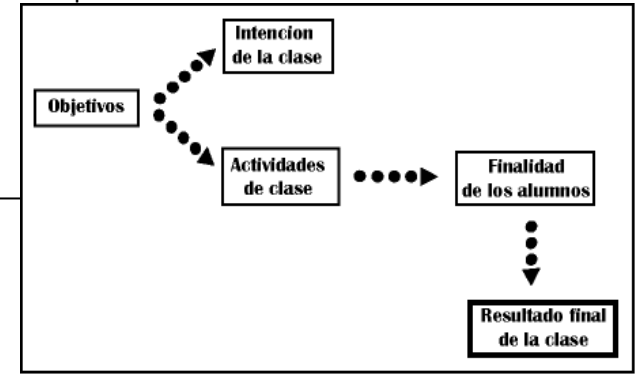 Intencion
de la clase
Objetivos
Actividades
de clase
Finalidad
de los alumnos
Resultado final
de la clase